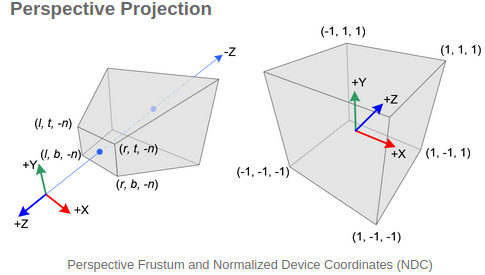 Perspective Projection
(-1, 1, 1)
-Z
(1, 1, 1)
+Y
+Z
(l, t, -n)
(r, t, -n)
(l, b, -n)
+X
(1, -1, 1)
+Y
(-1, -1, -1)
(r, b, -n)
+X
+Z
(1, -1, -1)
Perspective Frustum and Normalized Device Coordinates (NDC)